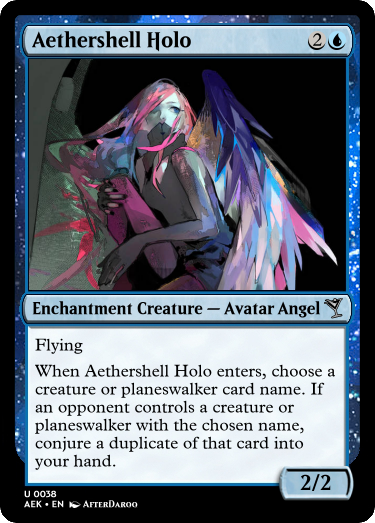 Aethershell Holo 2
Enchantment Creature — Avatar Angel
Flying
When Aethershell Holo enters, choose a
creature or planeswalker card name. If
an opponent controls a creature or
planeswalker with the chosen name,
conjure a duplicate of that card into
your hand.
2/2
U 0038
AEK • EN AfterDaroo